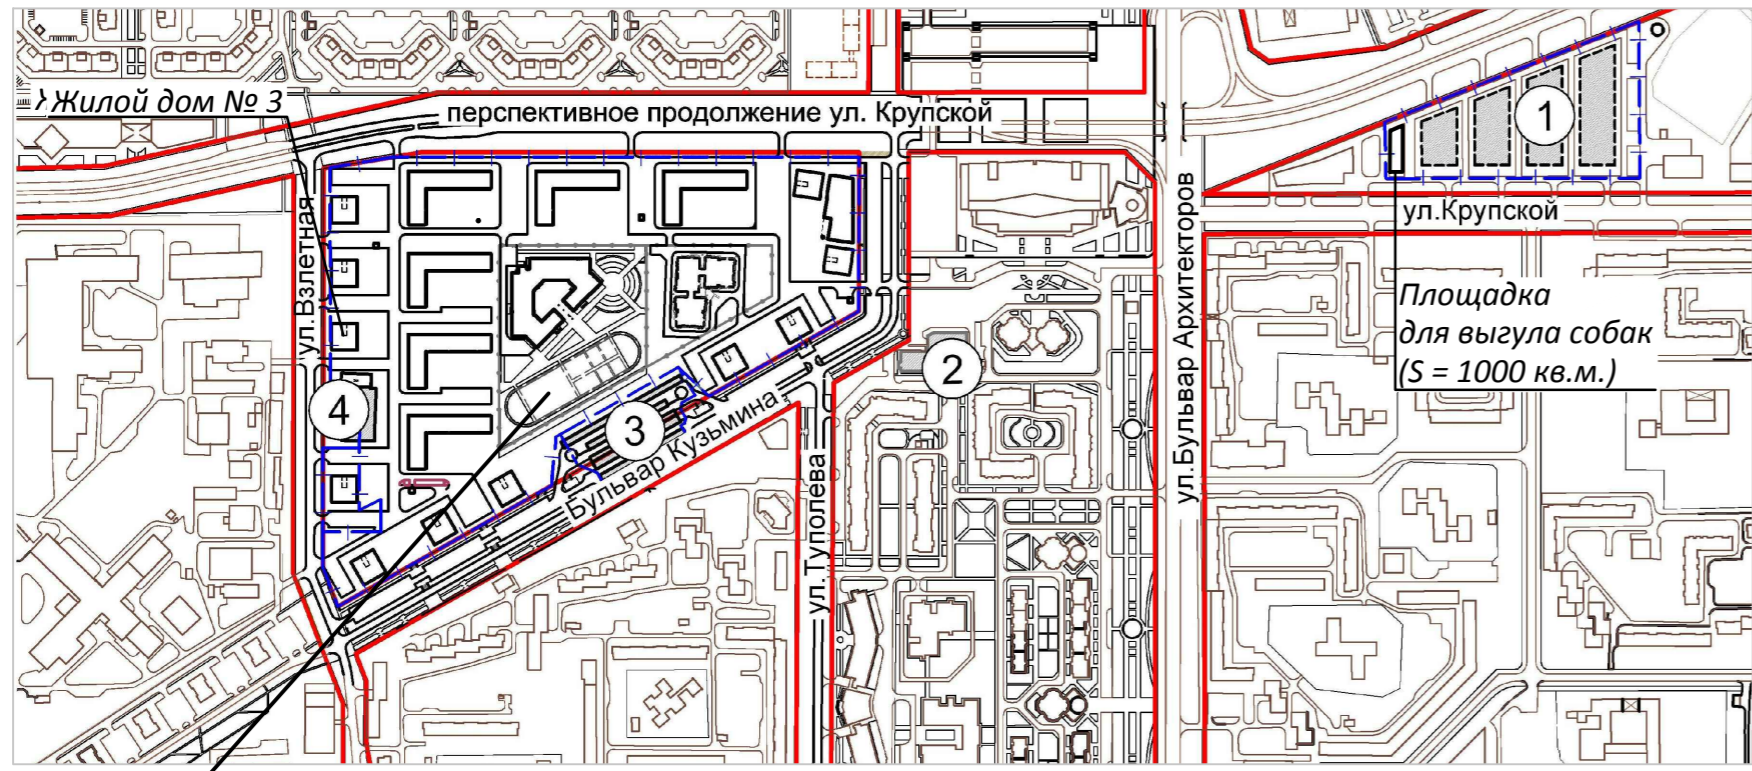 Жилой дом № 3
перспективное продолжение ул. Крупской
1
ул.Крупской
ул.Взлетная
ул.Бульвар Архитекторов
Площадка
для выгула собак
(S = 1000 кв.м.)
2
3
4
Бульвар Кузьмина
ул.Туполева